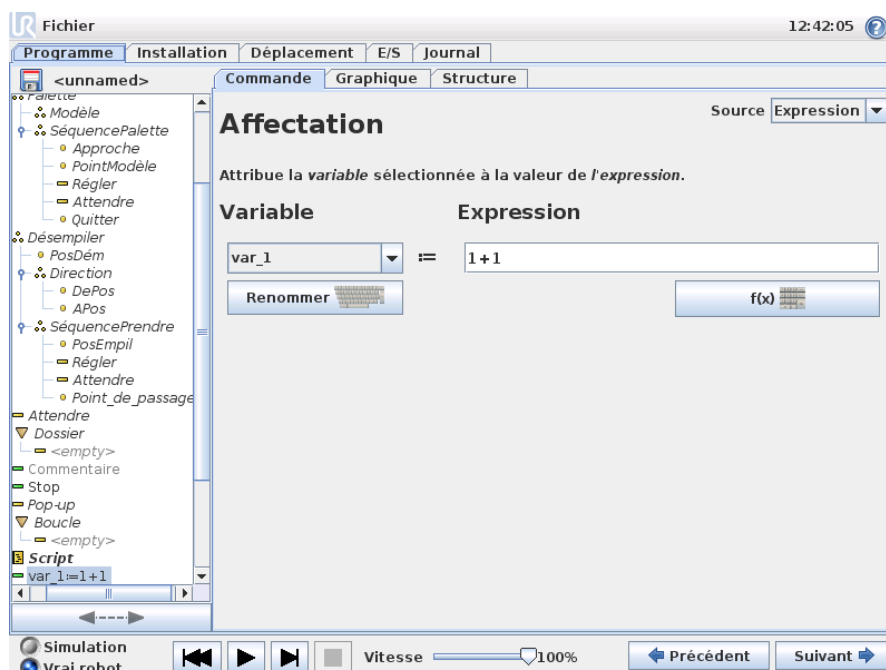 UR Fichier 12:42:05 ?
Programme Installation Déplacement E/S Journal
<unnamed> Commande Graphique Structure
Palette
Modèle
SéquencePalette
Approche
PointModèle
Régler
Attendre
Quitter
Désempiler
PosDém
Direction
DePos
APos
SéquencePrendre
PosEmpil
Régler
Attendre
Point_de_passage
Attendre
Dossier
<empty>
Commentaire
Stop
Pop-up
Boucle
<empty>
Script
var_1:=1+1
Source Expression
Affectation
Attribue la variable sélectionnée à la valeur de l'expression.
Variable Expression
var_1 := 1+1
Renommer f(x)
Simulation
Vrai robot
Vitesse 100% Précédent Suivant